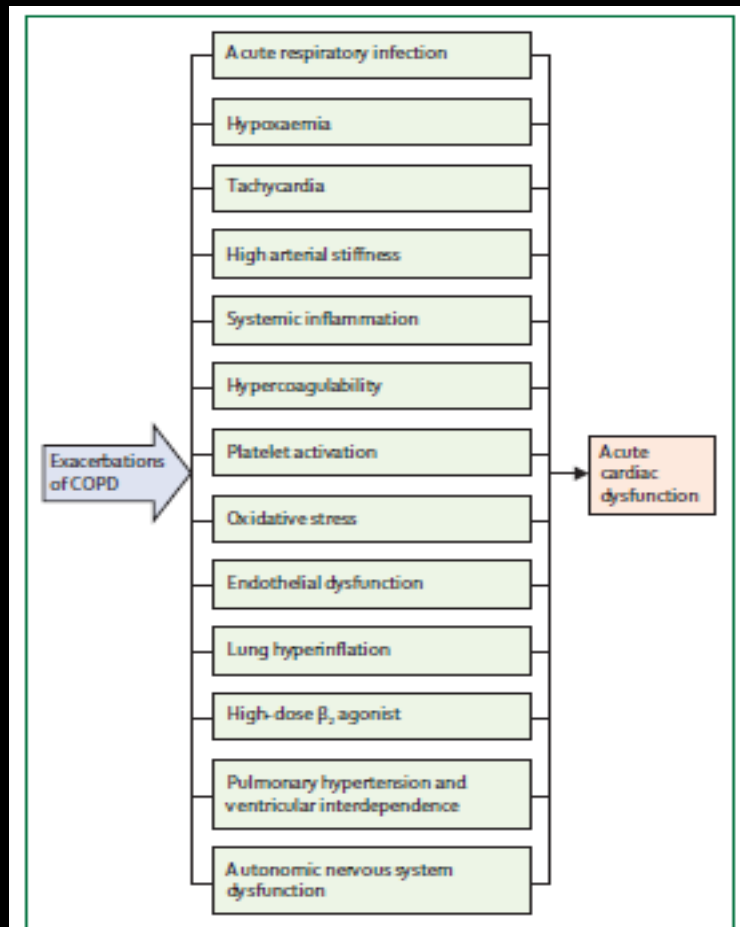 Acute respiratory infection
Hypoxaemia
Tachycardia
High arterial stiffness
Systemic inflammation
Hypercoagulability
Exacerbations
of COPD
Platelet activation
Acute
cardiac
dysfunction
Oxidative stress
Endothelial dysfunction
Lung hyperinflation
High-dose β₂ agonist
Pulmonary hypertension and
ventricular interdependence
Autonomic nervous system
dysfunction